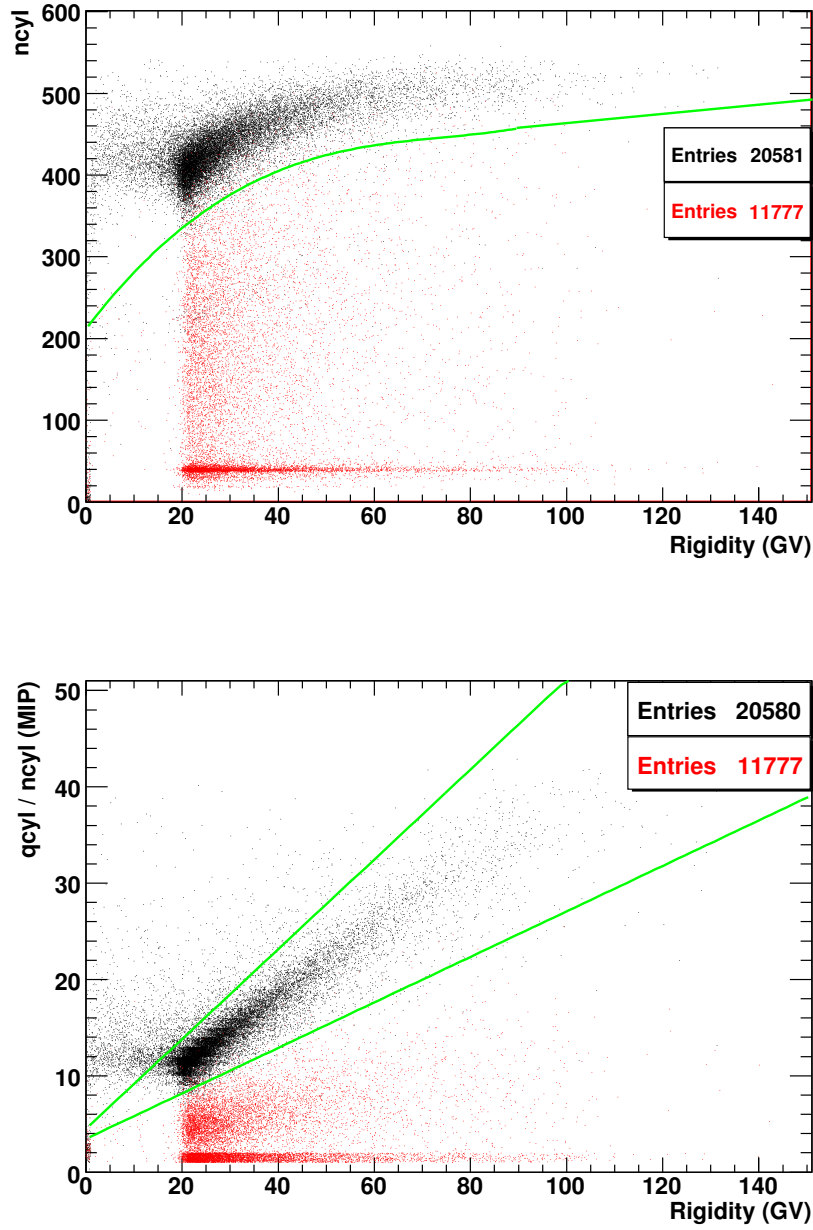 ncyl
600
500
400
300
200
100
0
Entries 20581
Entries 11777
0 20 40 60 80 100 120 140
Rigidity (GV)
qcyl / ncyl (MIP)
50
40
30
20
10
0
Entries 20580
Entries 11777
0 20 40 60 80 100 120 140
Rigidity (GV)